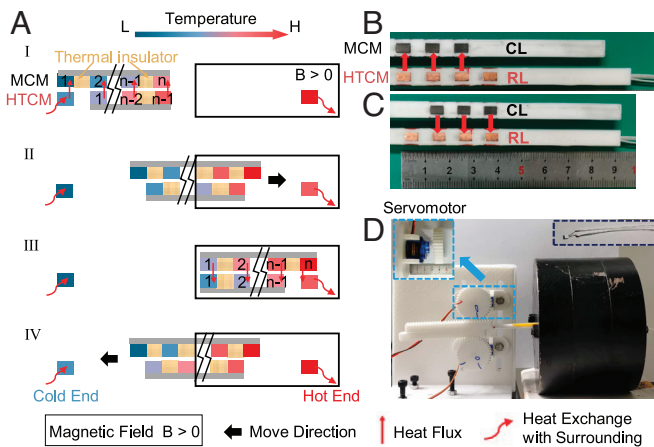 A
Temperature
L
H
I
Thermal insulator
MCM
1
2
n-1
n
HTCM
1
n-2
n-1
B > 0
II
III
1
2
n-1
n
1
2
n-1
n
IV
Cold End
Hot End
Magnetic Field B > 0
Move Direction
Heat Flux
Heat Exchange
with Surrounding
B
MCM
CL
HTCM
RL
C
CL
RL
1 2 3 4 5 6 7 8 9
D
Servomotor